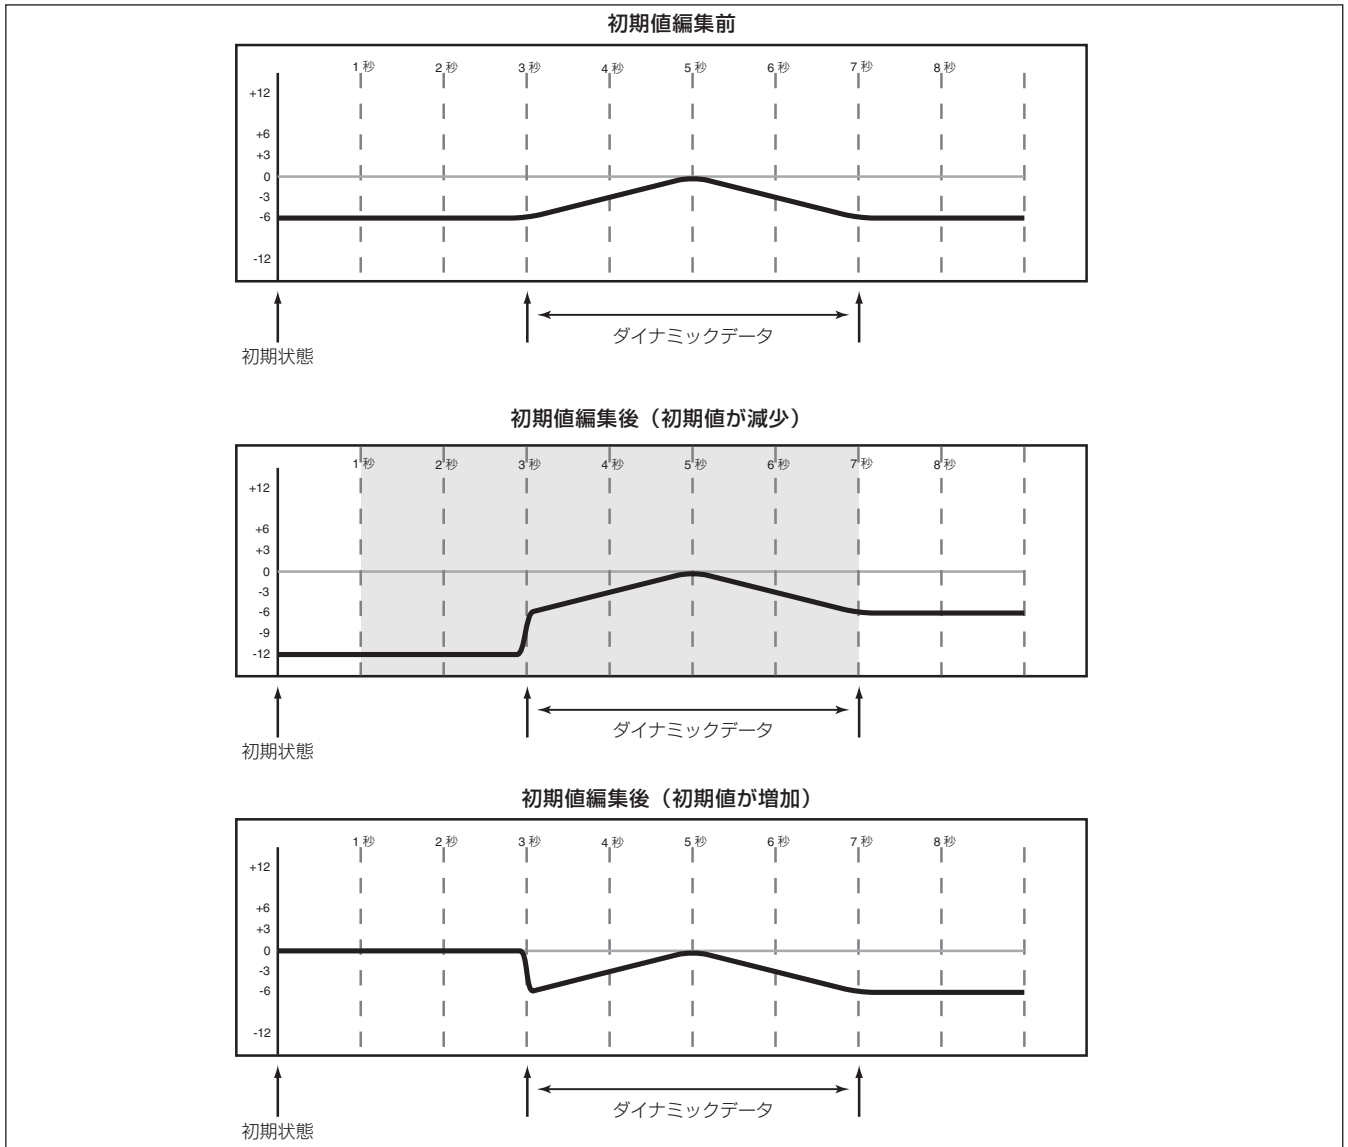 初期値編集前
1秒 2秒 3秒 4秒 5秒 6秒 7秒 8秒
+12
+6
+3
0
-3
-6
-12
ダイナミックデータ
初期状態
初期値編集後（初期値が減少）
1秒 2秒 3秒 4秒 5秒 6秒 7秒 8秒
+12
+6
+3
0
-3
-6
-9
-12
ダイナミックデータ
初期状態
初期値編集後（初期値が増加）
1秒 2秒 3秒 4秒 5秒 6秒 7秒 8秒
+12
+6
+3
0
-3
-6
-12
ダイナミックデータ
初期状態